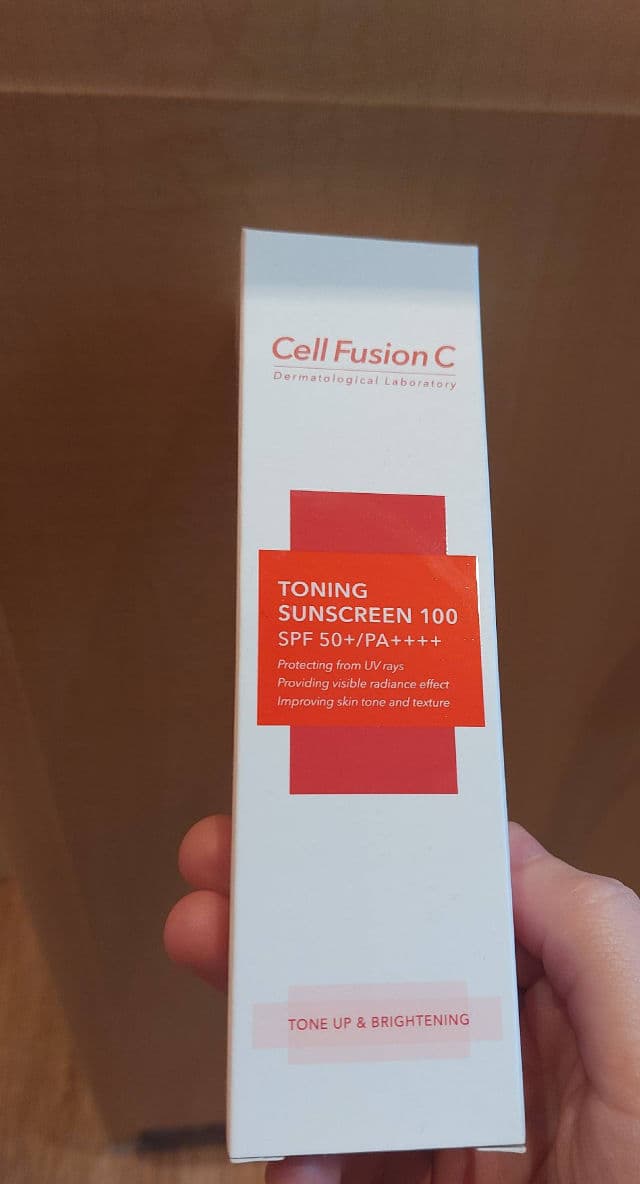 Cell Fusion C
Dermatological Laboratory
TONING
SUNSCREEN 100
SPF 50+/PA++++
Protecting from UV rays
Providing visible radiance effect
Improving skin tone and texture
TONE UP & BRIGHTENING